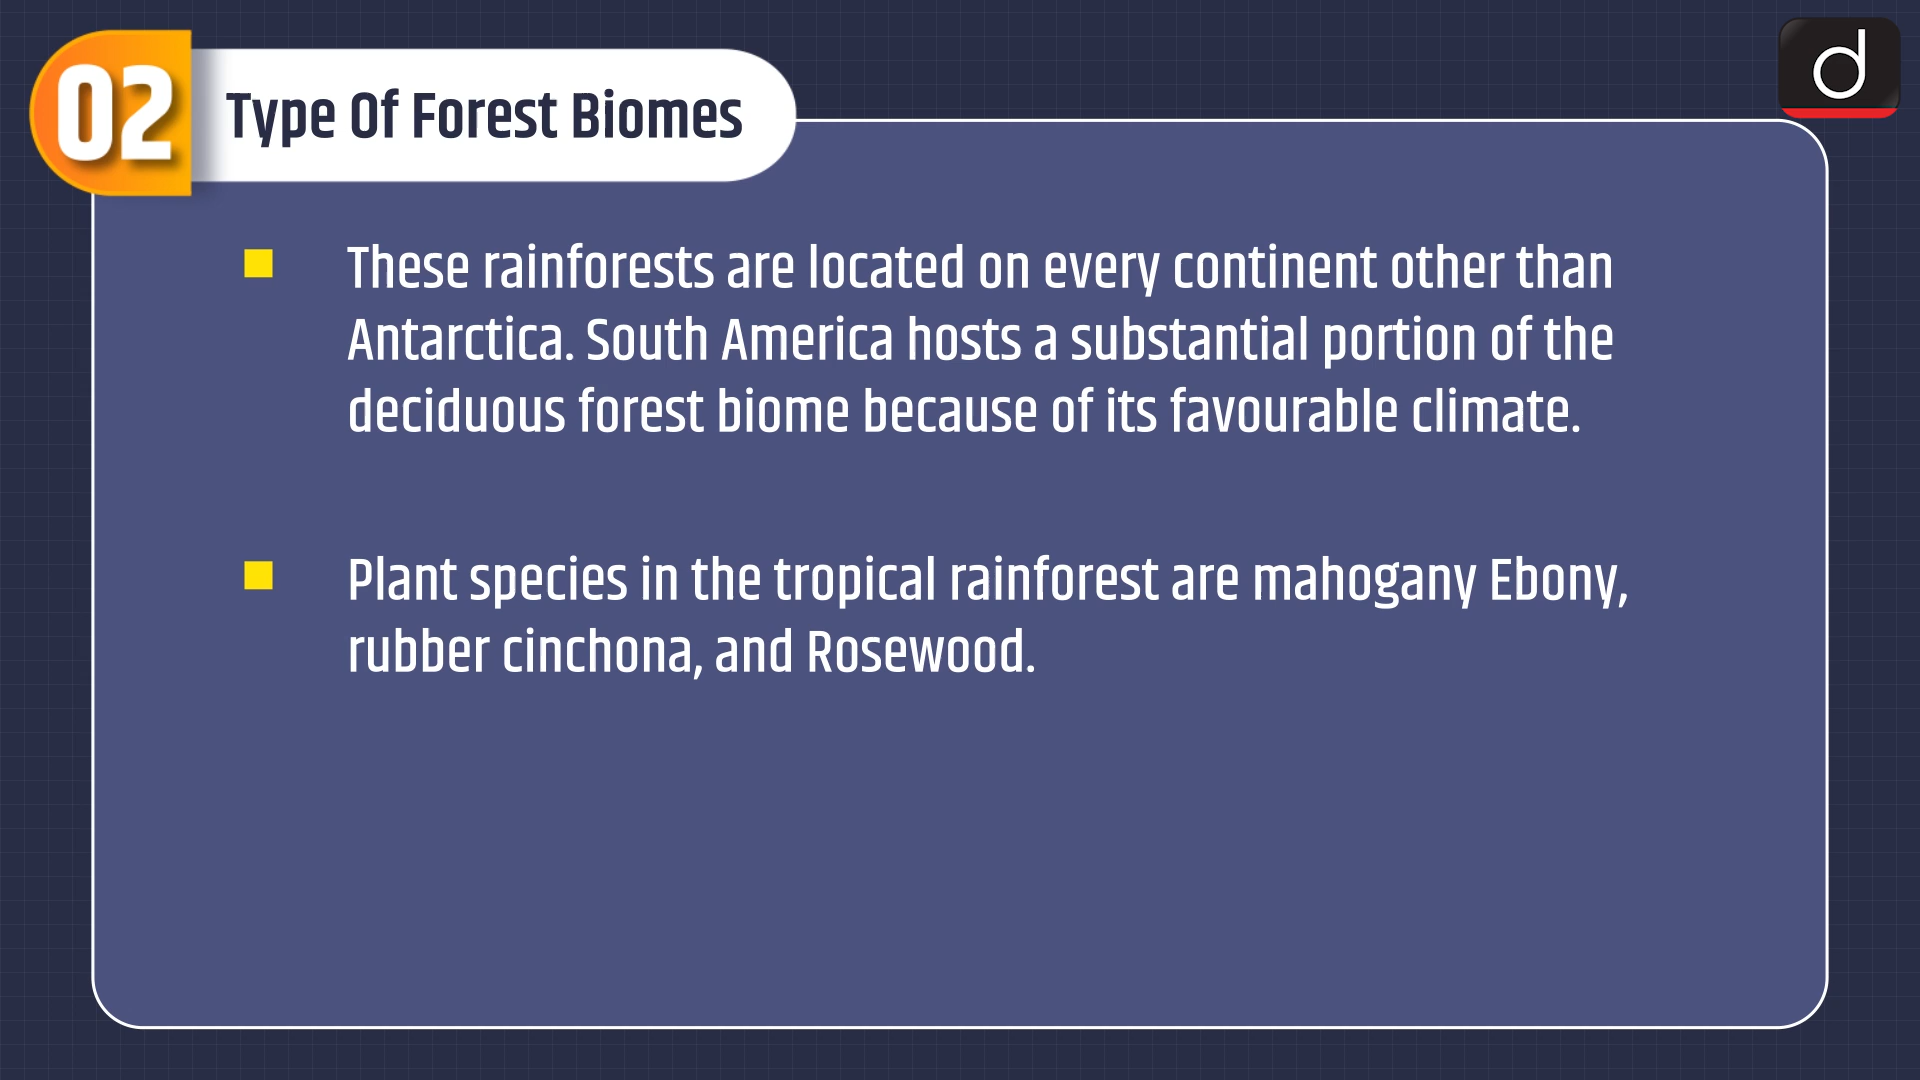 02
Type Of Forest Biomes
d
These rainforests are located on every continent other than
Antarctica. South America hosts a substantial portion of the
deciduous forest biome because of its favourable climate.
Plant species in the tropical rainforest are mahogany Ebony,
rubber cinchona, and Rosewood.